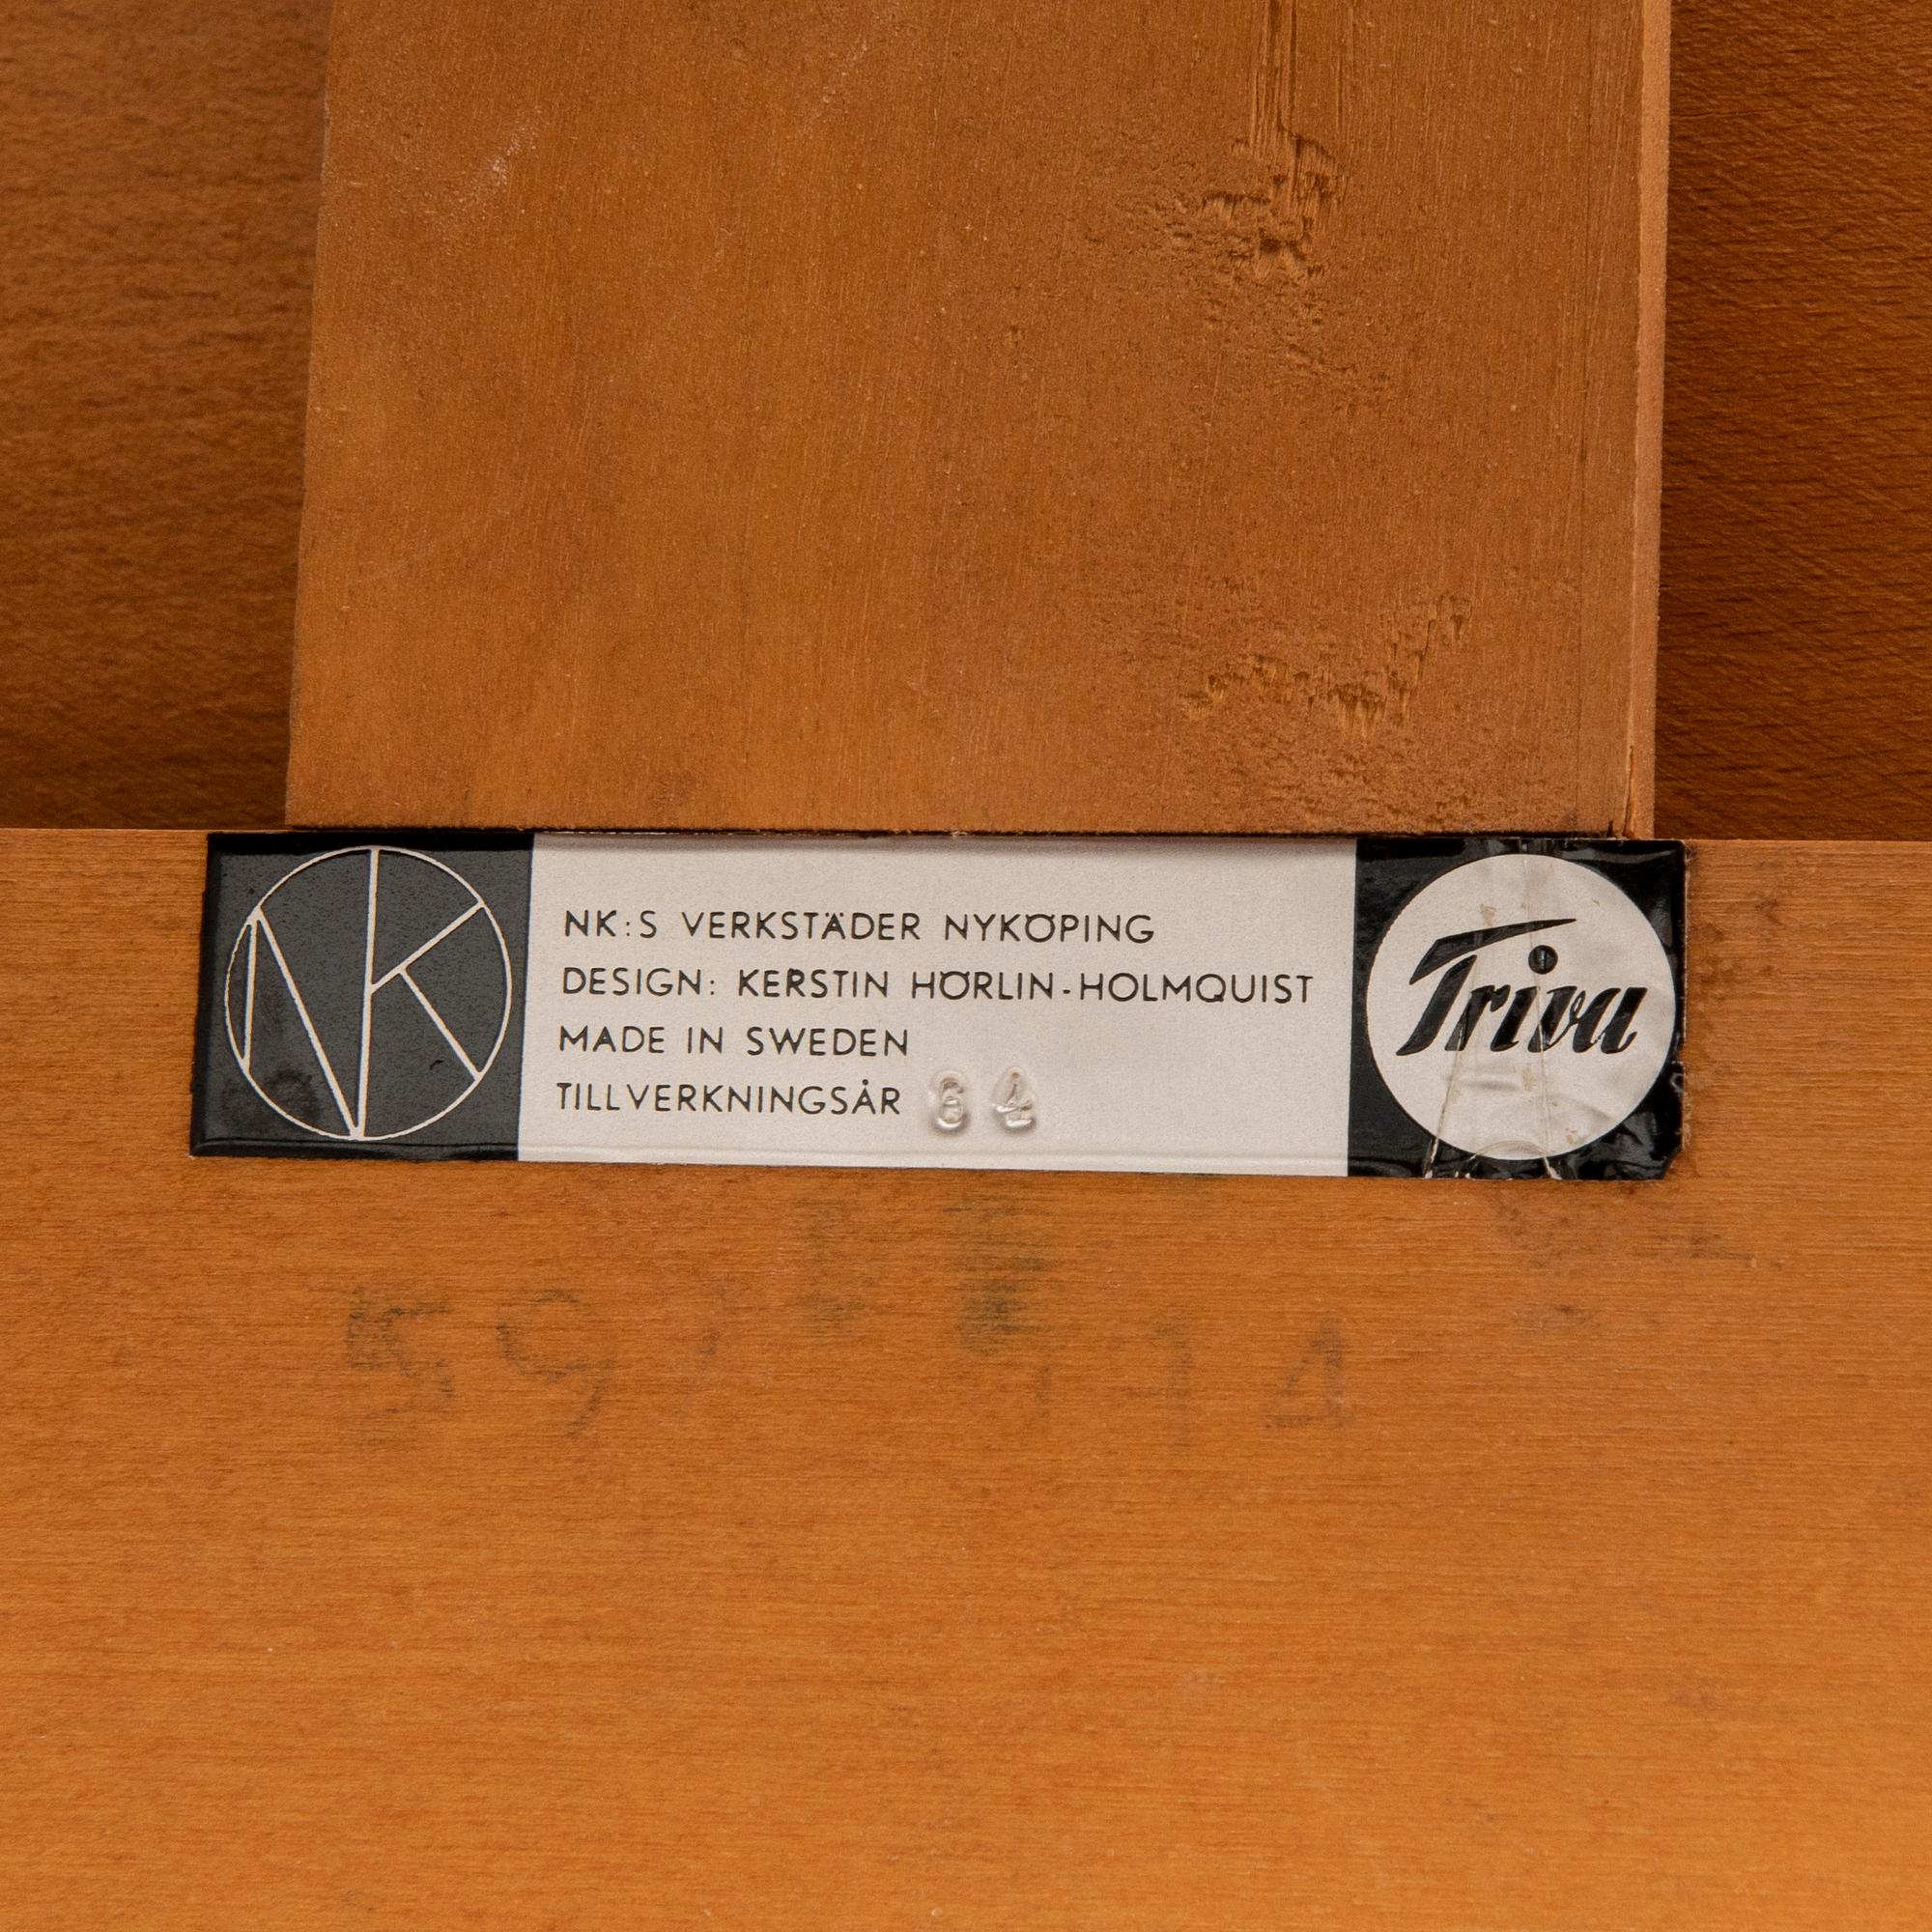 NK
NK:S VERKSTÄDER NYKÖPING
DESIGN: KERSTIN HÖRLIN-HOLMQUIST
MADE IN SWEDEN
TILLVERKNINGSÅR 64
Triva